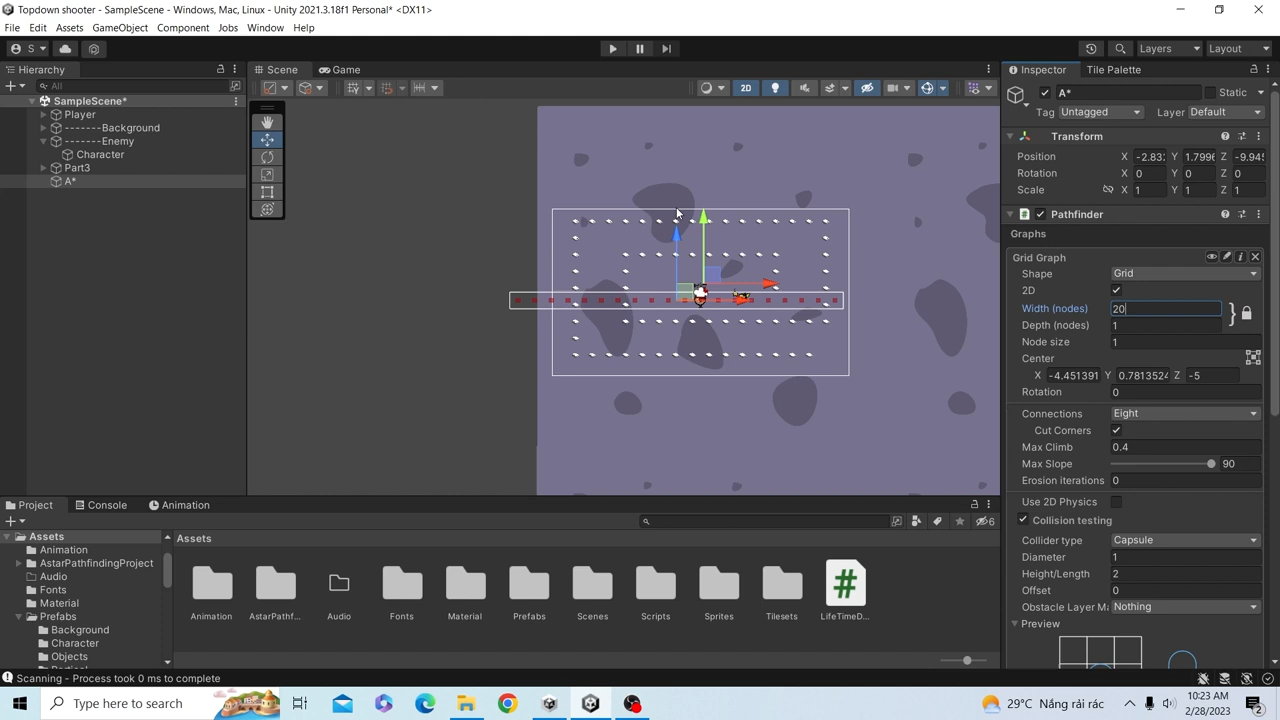 Topdown shooter - SampleScene - Windows, Mac, Linux - Unity 2021.3.18f1 Personal* <DX11>
File Edit Assets GameObject Component Jobs Window Help
S Layers Layout
Hierarchy Scene Game Inspector Tile Palette
All 2D A* Static
SampleScene* Tag Untagged Layer Default
Player
-------Background Transform
-------Enemy
Character Position X -2.832 Y 1.7996 Z -9.945
Part3 Rotation X 0 Y 0 Z 0
A* Scale X 1 Y 1 Z 1
Pathfinder
Graphs
Grid Graph
Shape Grid
2D
Width (nodes) 20
Depth (nodes) 1
Node size 1
Center
X -4.451391 Y 0.7813524 Z -5
Rotation 0
Connections Eight
Cut Corners
Max Climb 0.4
Max Slope 90
Erosion iterations 0
Use 2D Physics
Collision testing
Collider type Capsule
Diameter 1
Height/Length 2
Offset 0
Obstacle Layer Ma Nothing
Preview
Project Console Animation
6
Assets Assets
Animation
AstarPathfindingProject
Audio
Fonts
Material
Prefabs
Background
Character
Objects
Animation AstarPathf... Audio Fonts Material Prefabs Scenes Scripts Sprites Tilesets LifeTimeD...
Scanning - Process took 0 ms to complete
Type here to search 29°C Nắng rải rác 10:23 AM
2/28/2023 2